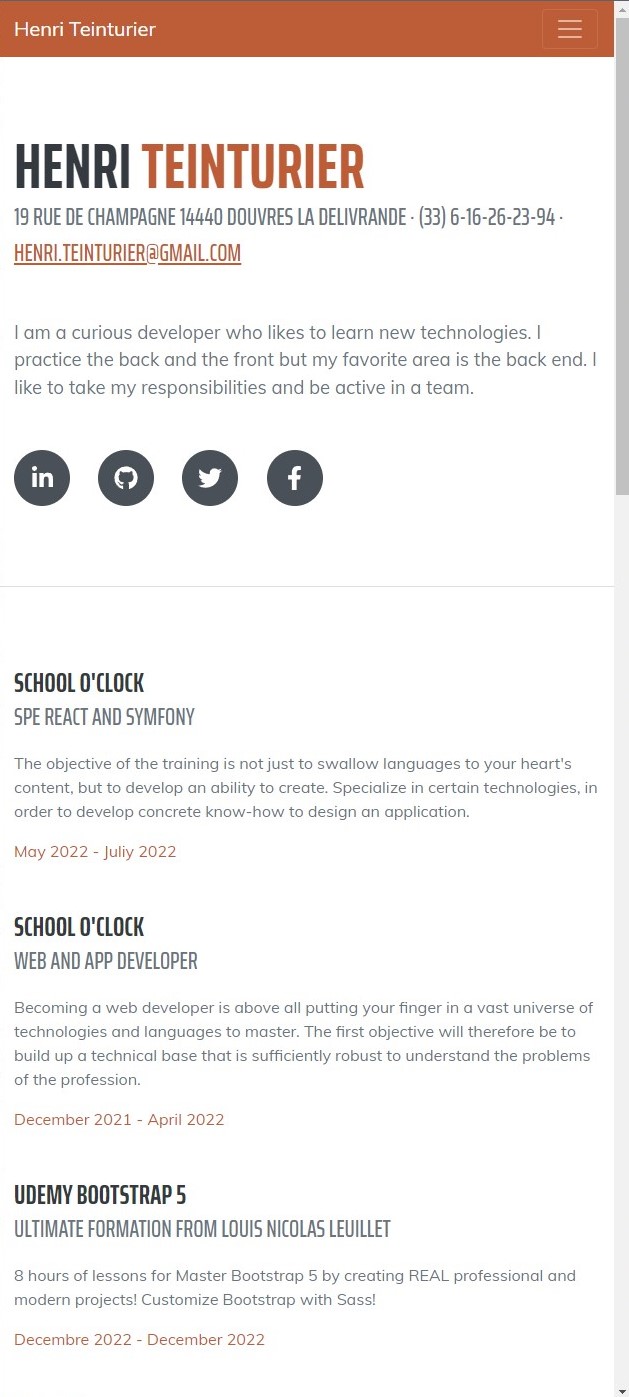 Henri Teinturier
HENRI TEINTURIER
19 RUE DE CHAMPAGNE 14440 DOUVRES LA DELIVRANDE · (33) 6-16-26-23-94 ·
HENRI.TEINTURIER@GMAIL.COM
I am a curious developer who likes to learn new technologies. I
practice the back and the front but my favorite area is the back end. I
like to take my responsibilities and be active in a team.
in
SCHOOL O'CLOCK
SPE REACT AND SYMFONY
The objective of the training is not just to swallow languages to your heart's
content, but to develop an ability to create. Specialize in certain technologies, in
order to develop concrete know-how to design an application.
May 2022 - Juliy 2022
SCHOOL O'CLOCK
WEB AND APP DEVELOPER
Becoming a web developer is above all putting your finger in a vast universe of
technologies and languages to master. The first objective will therefore be to
build up a technical base that is sufficiently robust to understand the problems
of the profession.
December 2021 - April 2022
UDEMY BOOTSTRAP 5
ULTIMATE FORMATION FROM LOUIS NICOLAS LEUILLET
8 hours of lessons for Master Bootstrap 5 by creating REAL professional and
modern projects! Customize Bootstrap with Sass!
Decembre 2022 - December 2022